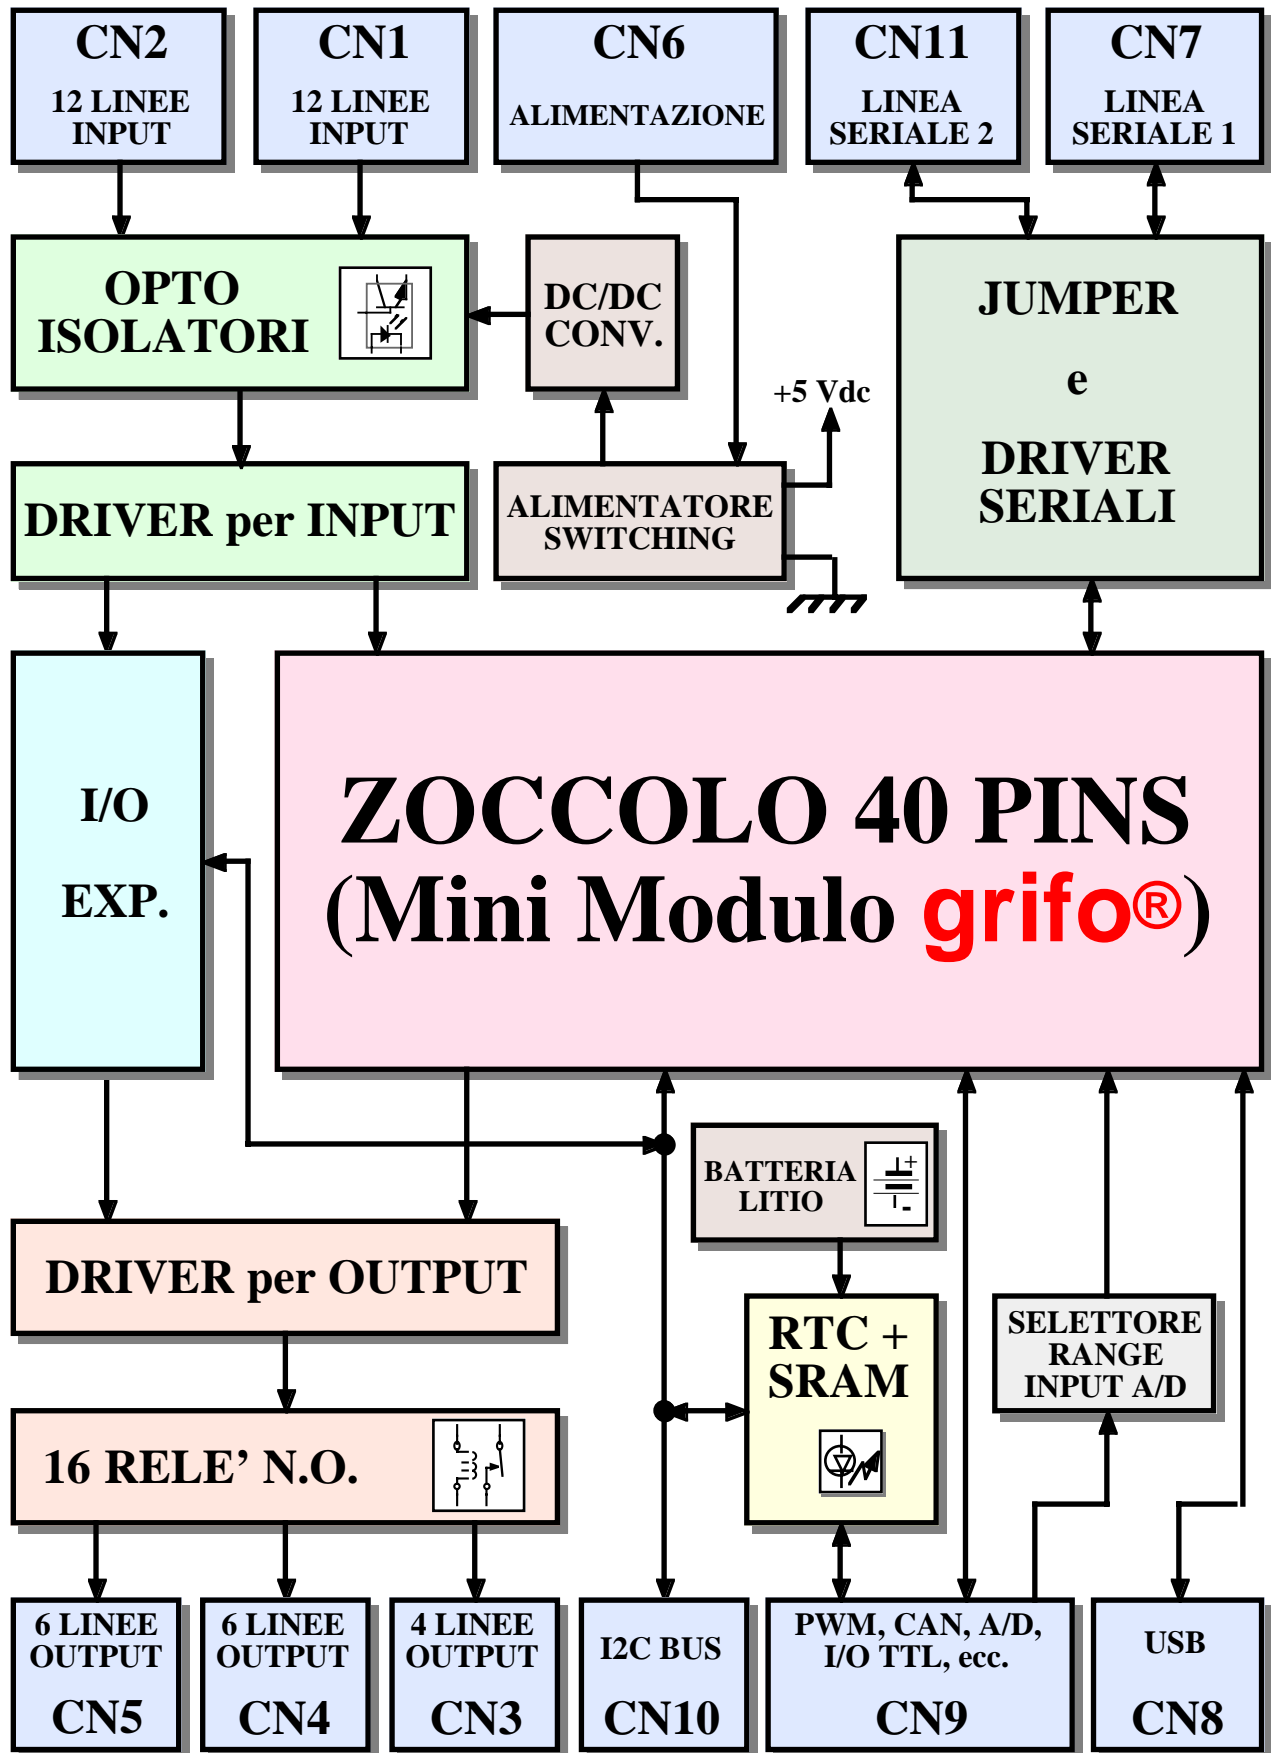 CN2
12 LINEE
INPUT
CN1
12 LINEE
INPUT
CN6
ALIMENTAZIONE
CN11
LINEA
SERIALE 2
CN7
LINEA
SERIALE 1
OPTO
ISOLATORI
DC/DC
CONV.
+5 Vdc
JUMPER
e
DRIVER
SERIALI
DRIVER per INPUT
ALIMENTATORE
SWITCHING
I/O
EXP.
ZOCCOLO 40 PINS
(Mini Modulo grifo®)
BATTERIA
LITIO
+
-
DRIVER per OUTPUT
RTC +
SRAM
SELETTORE
RANGE
INPUT A/D
16 RELE’ N.O.
6 LINEE
OUTPUT
CN5
6 LINEE
OUTPUT
CN4
4 LINEE
OUTPUT
CN3
I2C BUS
CN10
PWM, CAN, A/D,
I/O TTL, ecc.
CN9
USB
CN8